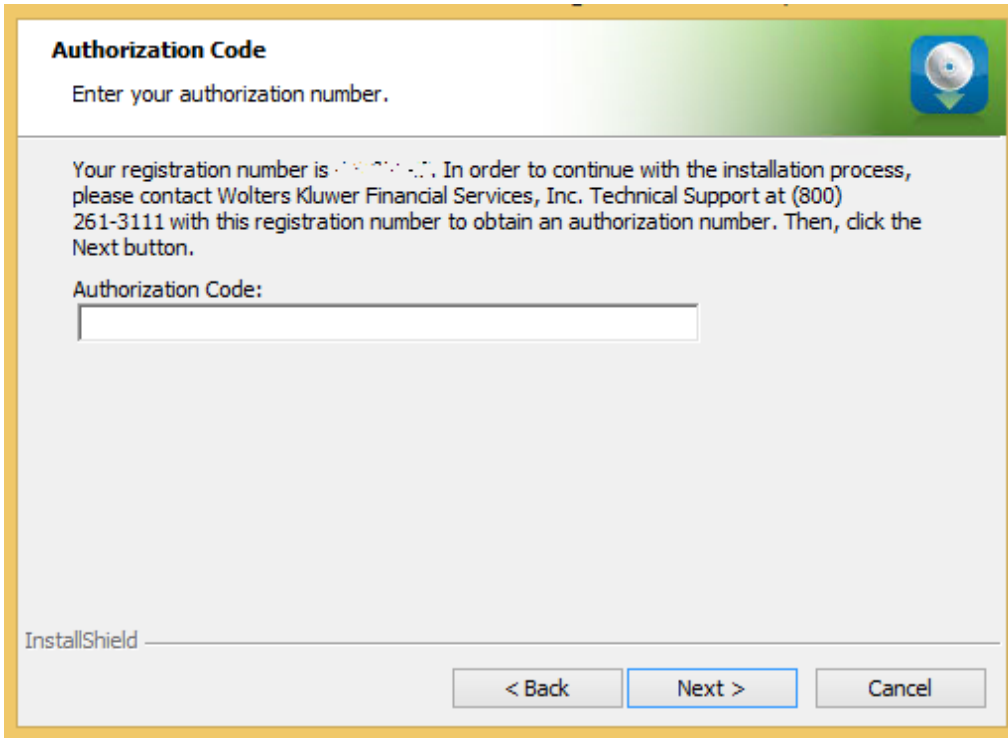 Authorization Code
Enter your authorization number.
Your registration number is . In order to continue with the installation process,
please contact Wolters Kluwer Financial Services, Inc. Technical Support at (800)
261-3111 with this registration number to obtain an authorization number. Then, click the
Next button.
Authorization Code:
InstallShield
< Back Next > Cancel